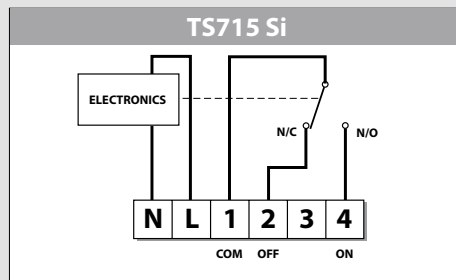 TS715 Si
ELECTRONICS
N/C
N/O
N L 1 2 3 4
COM OFF ON